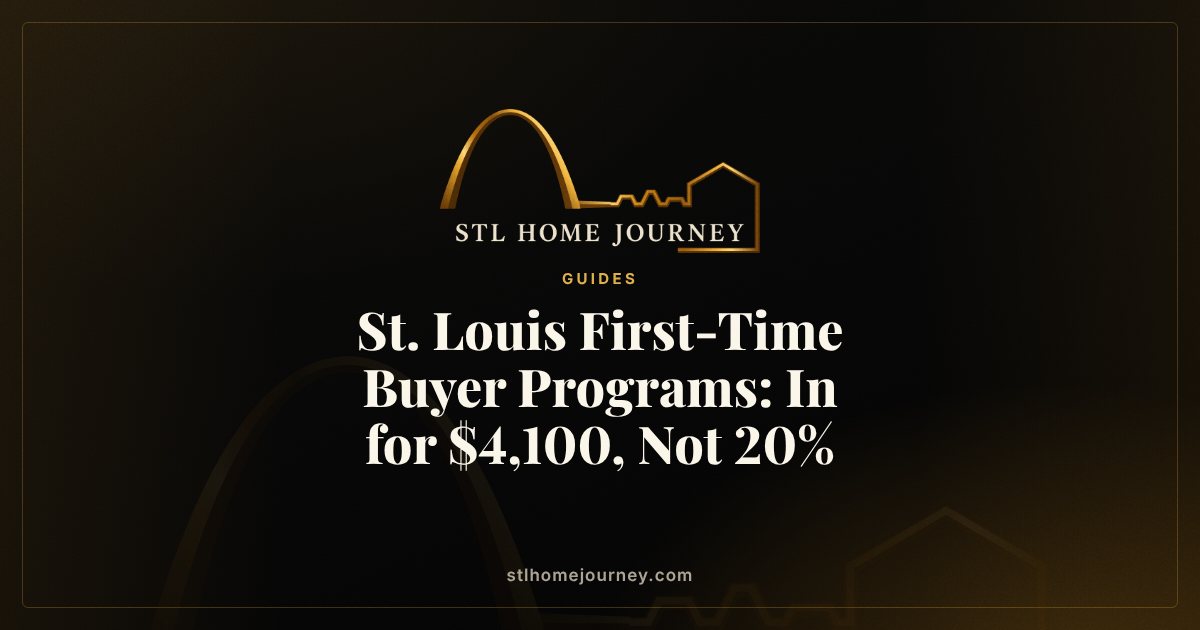 STL HOME JOURNEY
GUIDES
St. Louis First-Time
Buyer Programs: In
for $4,100, Not 20%
stlhomejourney.com